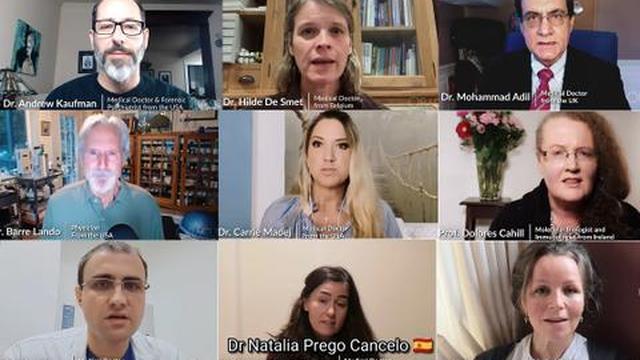 Dr. Andrew Kaufman
Medical Doctor & Forensic
Psychiatrist from the USA
Dr. Hilde De Smet
Medical Doctor
from Belgium
Dr. Mohammad Adil
Medical Doctor
from the UK
r. Barre Lando
Physician
From the USA
Dr. Carrie Madej
Medical Doctor
from the USA
Prof. Dolores Cahill
Molecular Biologist and
Immunologist from Ireland
Dr Natalia Prego Cancelo